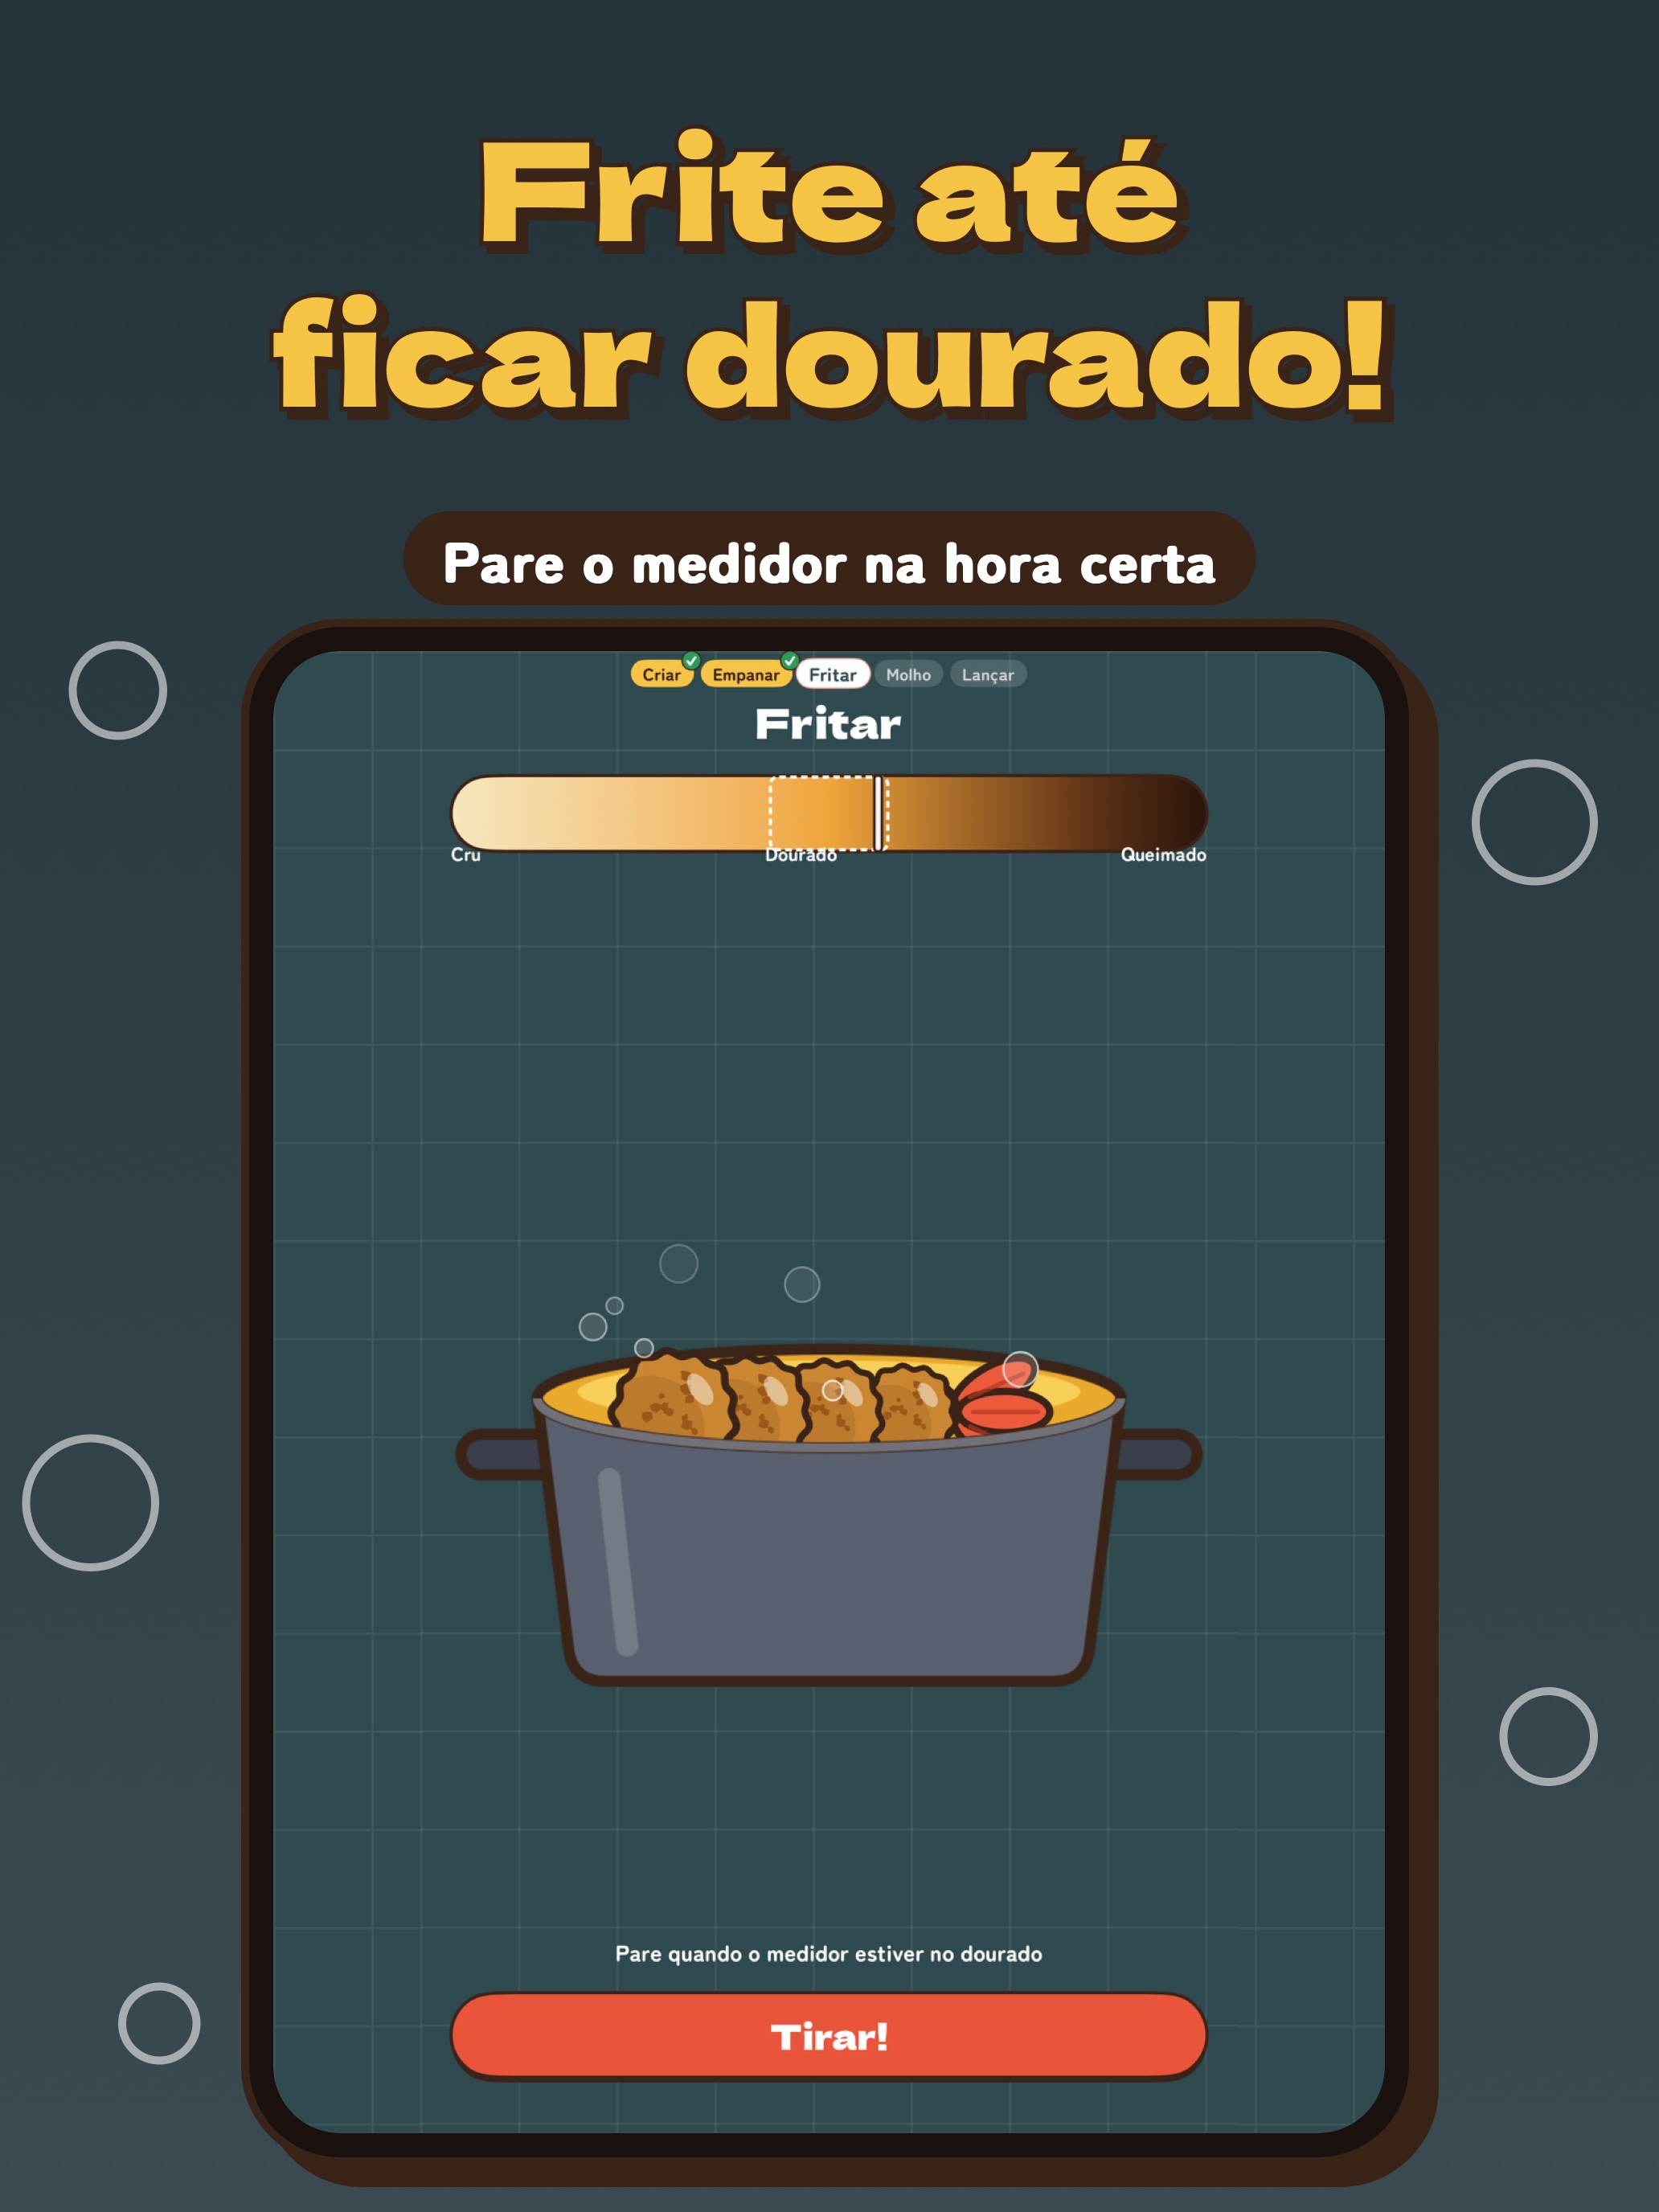 Frite até
ficar dourado!
Pare o medidor na hora certa
Criar Empanar Fritar Molho Lançar
Fritar
Cru Dourado Queimado
Pare quando o medidor estiver no dourado
Tirar!